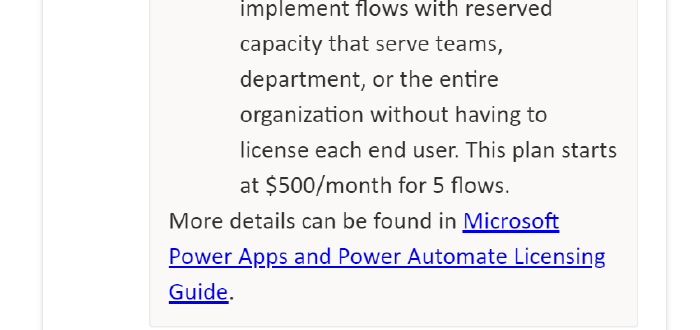 implement flows with reserved
capacity that serve teams,
department, or the entire
organization without having to
license each end user. This plan starts
at $500/month for 5 flows.
More details can be found in Microsoft
Power Apps and Power Automate Licensing
Guide.